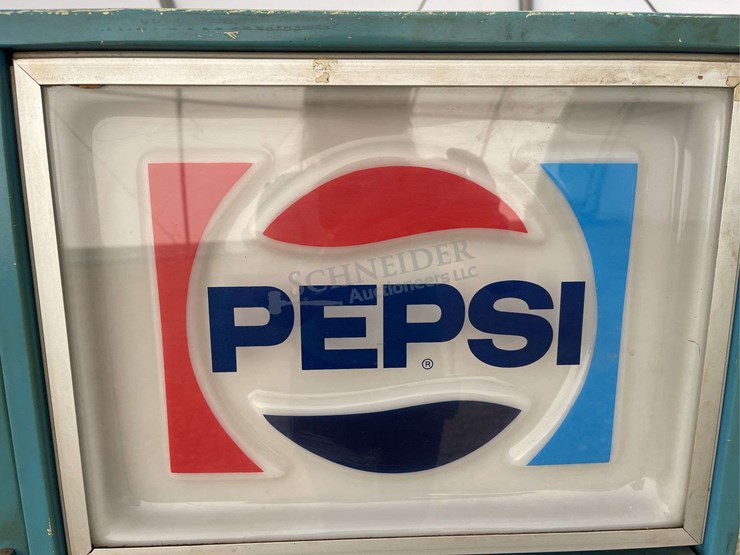 SCHNEIDER
Auctioneers LLC
PEPSI
®